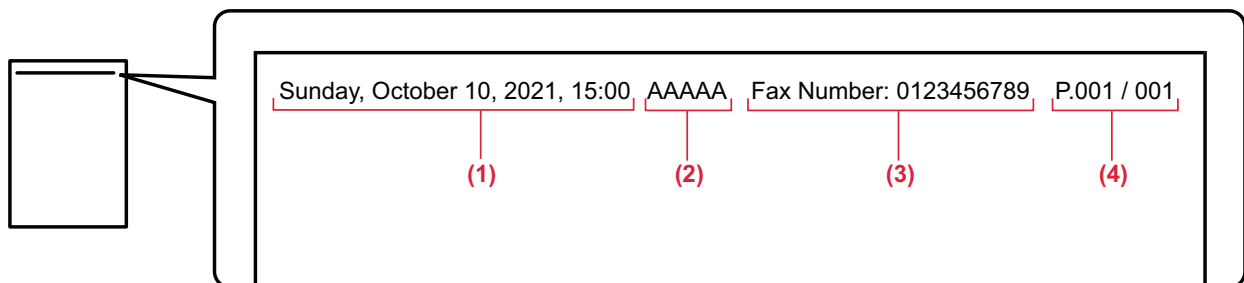 Sunday, October 10, 2021, 15:00 AAAAA Fax Number: 0123456789 P.001 / 001
(1) (2) (3) (4)